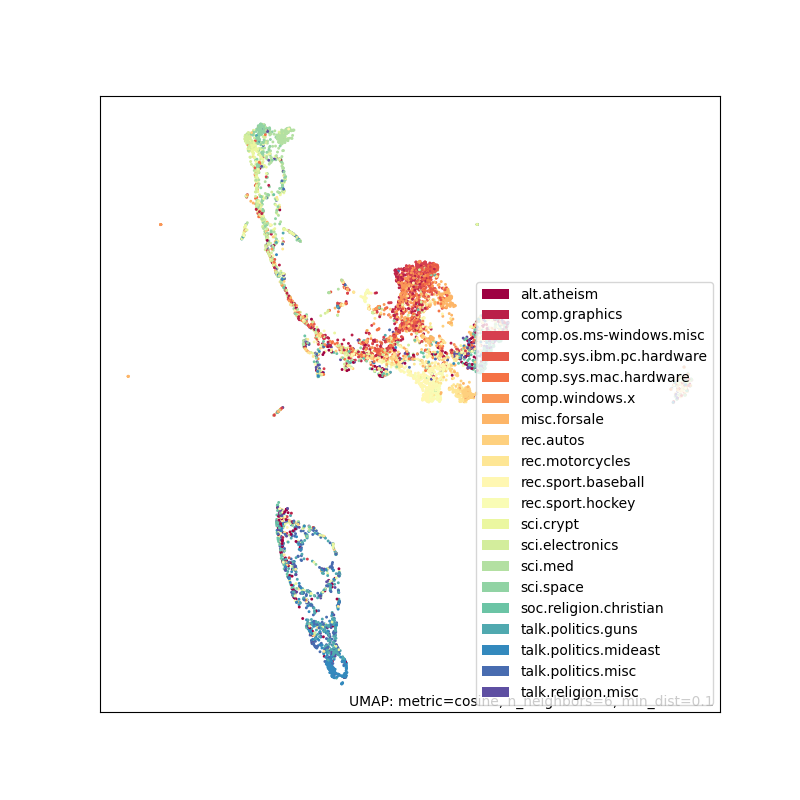 alt.atheism
comp.graphics
comp.os.ms-windows.misc
comp.sys.ibm.pc.hardware
comp.sys.mac.hardware
comp.windows.x
misc.forsale
rec.autos
rec.motorcycles
rec.sport.baseball
rec.sport.hockey
sci.crypt
sci.electronics
sci.med
sci.space
soc.religion.christian
talk.politics.guns
talk.politics.mideast
talk.politics.misc
talk.religion.misc
UMAP: metric=cosine, n_neighbors=6, min_dist=0.1